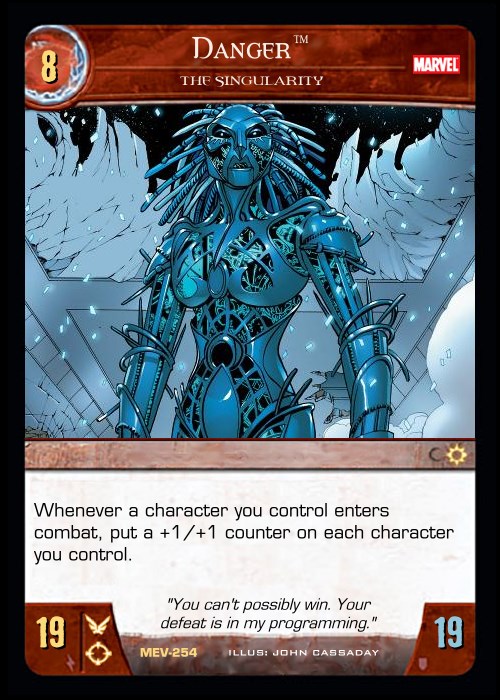 8
DANGER™
THE SINGULARITY
MARVEL
Whenever a character you control enters
combat, put a +1/+1 counter on each character
you control.
"You can't possibly win. Your
defeat is in my programming."
19
19
MEV-254 ILLUS: JOHN CASSADAY